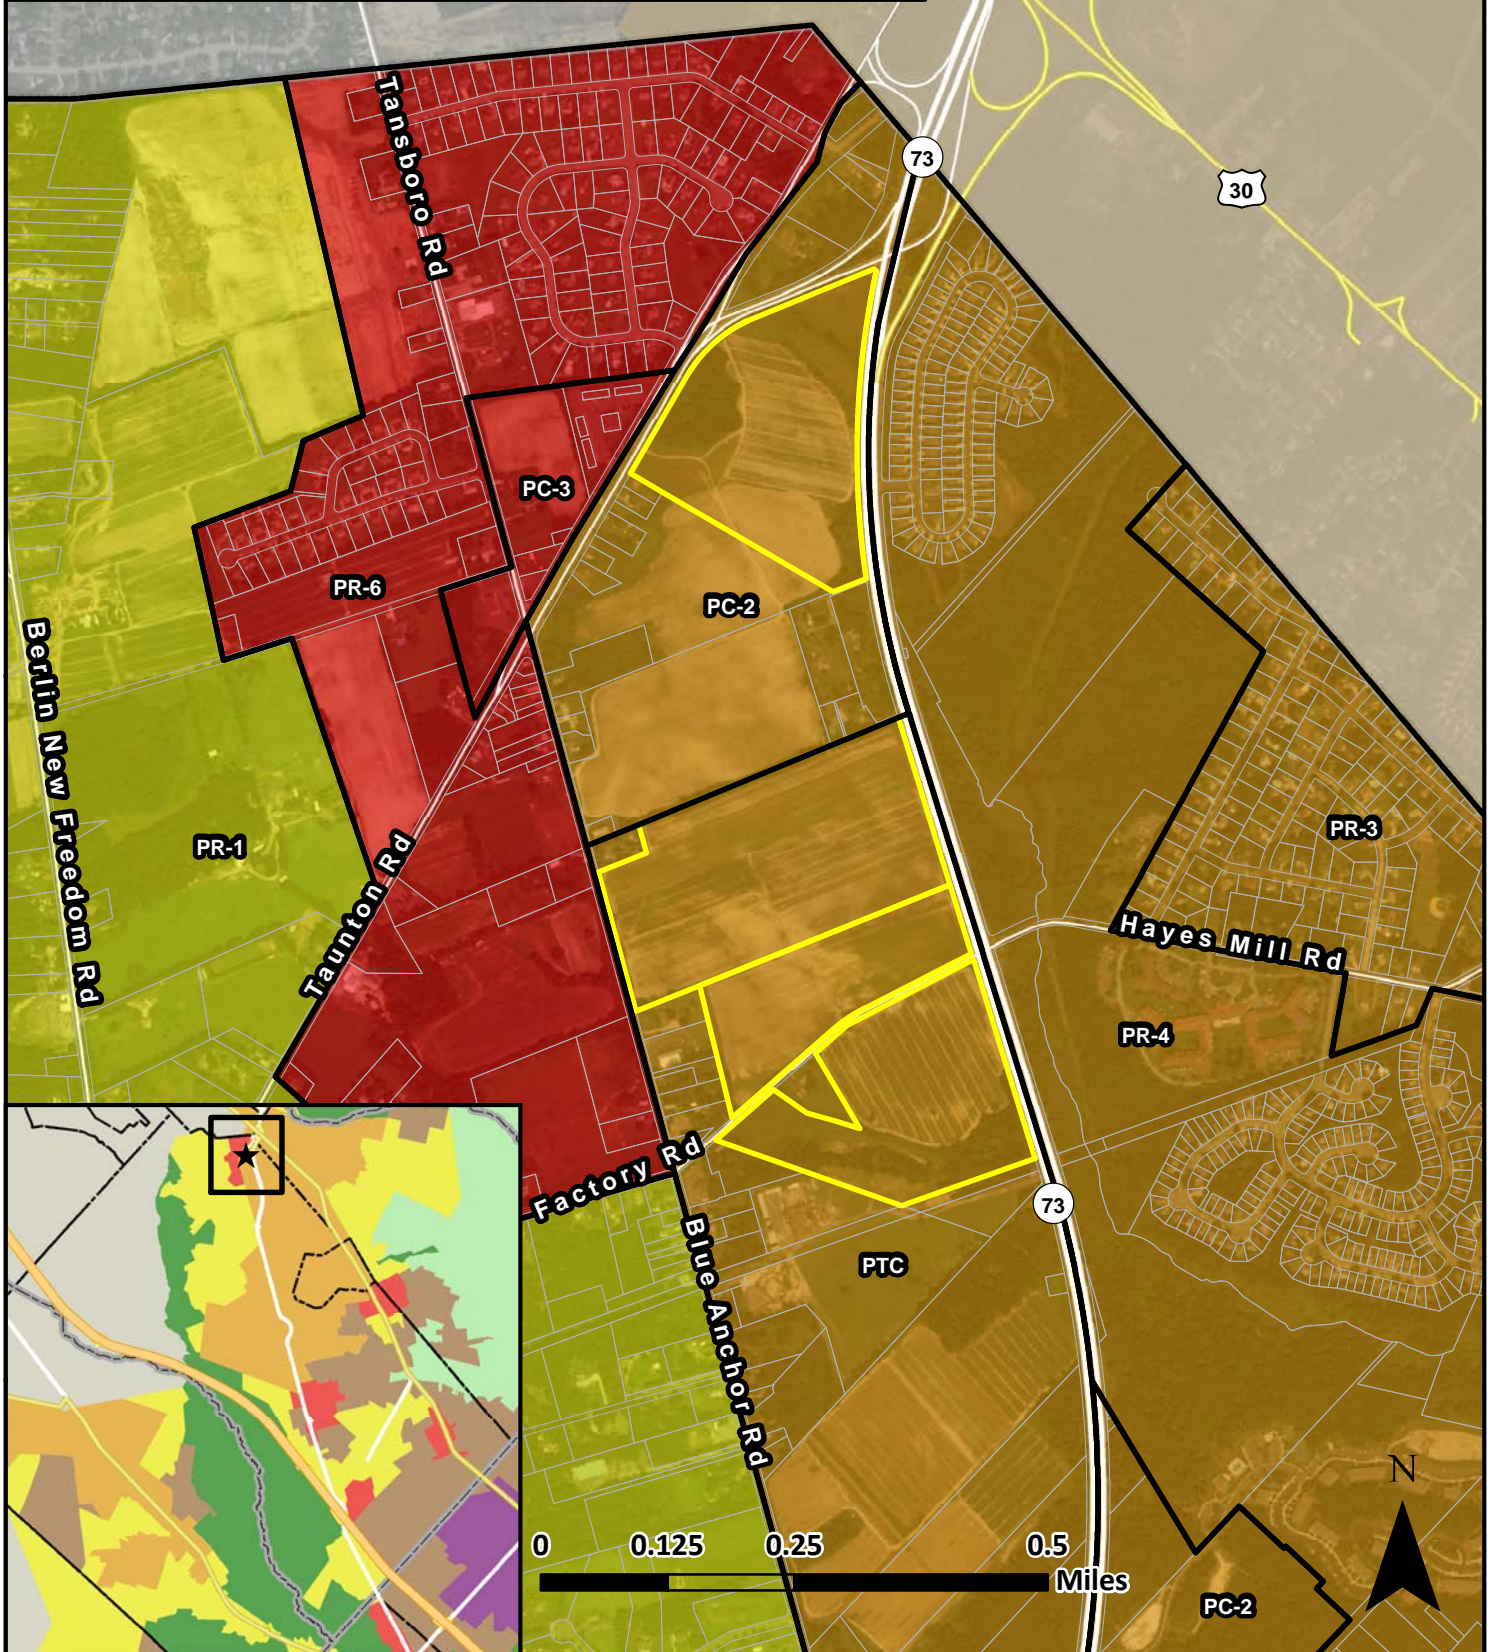 73
30
Tansboro Rd
PC-3
PR-6
PC-2
Berlin New Freedom Rd
PR-1
PR-3
Taunton Rd
Hayes Mill Rd
PR-4
Factory Rd
73
PTC
Blue Anchor Rd
N
0 0.125 0.25 0.5
Miles
PC-2